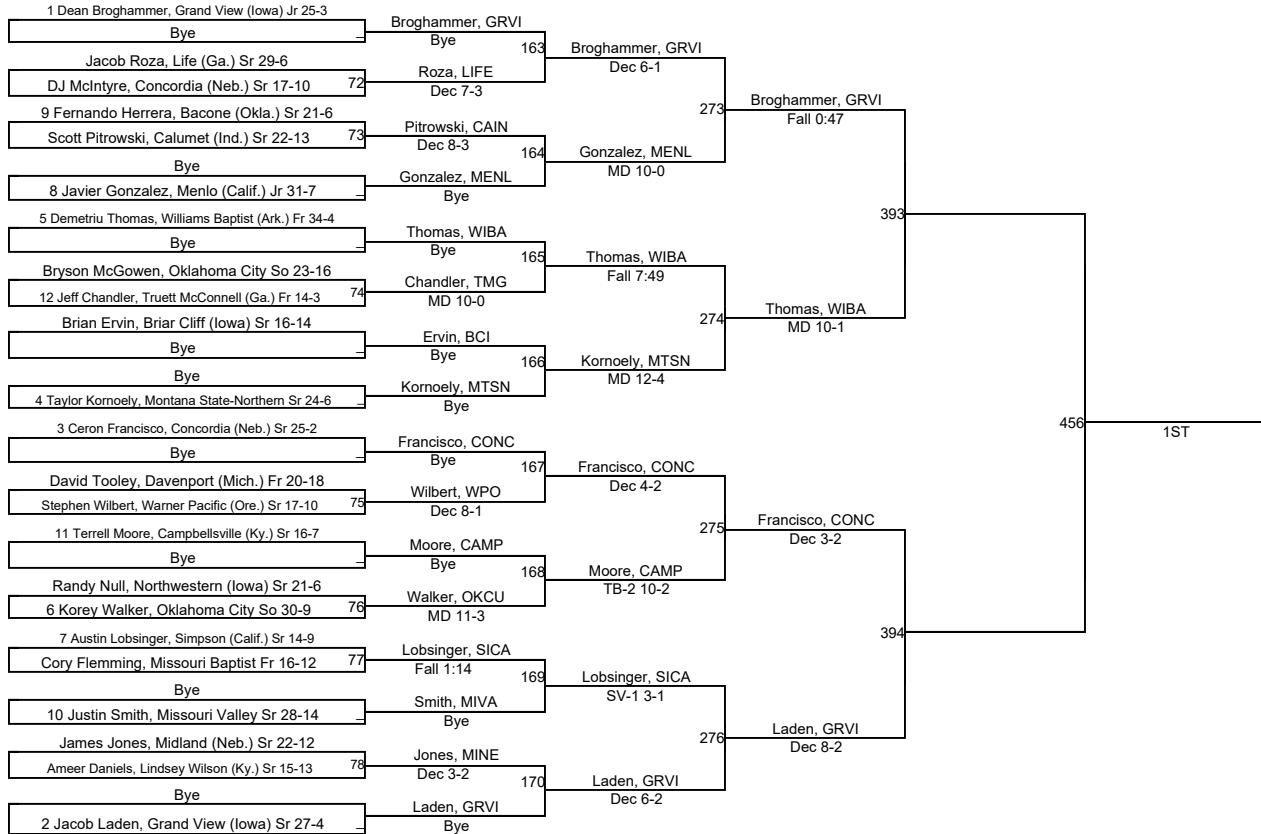 1 Dean Broghammer, Grand View (Iowa) Jr 25-3
Bye
Jacob Roza, Life (Ga.) Sr 29-6
DJ McIntyre, Concordia (Neb.) Sr 17-10
72
9 Fernando Herrera, Bacone (Okla.) Sr 21-6
Scott Pitrowski, Calumet (Ind.) Sr 22-13
73
Bye
8 Javier Gonzalez, Menlo (Calif.) Jr 31-7
5 Demetriu Thomas, Williams Baptist (Ark.) Fr 34-4
Bye
Bryson McGowen, Oklahoma City So 23-16
12 Jeff Chandler, Truett McConnell (Ga.) Fr 14-3
74
Brian Ervin, Briar Cliff (Iowa) Sr 16-14
Bye
Bye
4 Taylor Kornoely, Montana State-Northern Sr 24-6
3 Ceron Francisco, Concordia (Neb.) Sr 25-2
Bye
David Tooley, Davenport (Mich.) Fr 20-18
Stephen Wilbert, Warner Pacific (Ore.) Sr 17-10
75
11 Terrell Moore, Campbellsville (Ky.) Sr 16-7
Bye
Randy Null, Northwestern (Iowa) Sr 21-6
6 Korey Walker, Oklahoma City So 30-9
76
7 Austin Lobsinger, Simpson (Calif.) Sr 14-9
Cory Flemming, Missouri Baptist Fr 16-12
77
Bye
10 Justin Smith, Missouri Valley Sr 28-14
James Jones, Midland (Neb.) Sr 22-12
Ameer Daniels, Lindsey Wilson (Ky.) Sr 15-13
78
Bye
2 Jacob Laden, Grand View (Iowa) Sr 27-4
Broghammer, GRVI
Bye
163
Roza, LIFE
Dec 7-3
Pitrowski, CAIN
Dec 8-3
164
Gonzalez, MENL
Bye
Thomas, WIBA
Bye
165
Chandler, TMG
MD 10-0
Ervin, BCI
Bye
166
Kornoely, MTSN
Bye
Francisco, CONC
Bye
167
Wilbert, WPO
Dec 8-1
Moore, CAMP
Bye
168
Walker, OKCU
MD 11-3
Lobsinger, SICA
Fall 1:14
169
Smith, MIVA
Bye
Jones, MINE
Dec 3-2
170
Laden, GRVI
Bye
Broghammer, GRVI
Dec 6-1
273
Gonzalez, MENL
MD 10-0
Thomas, WIBA
Fall 7:49
274
Kornoely, MTSN
MD 12-4
Francisco, CONC
Dec 4-2
275
Moore, CAMP
TB-2 10-2
Lobsinger, SICA
SV-1 3-1
276
Laden, GRVI
Dec 6-2
Broghammer, GRVI
Fall 0:47
393
Thomas, WIBA
MD 10-1
Francisco, CONC
Dec 3-2
394
Laden, GRVI
Dec 8-2
456
1ST